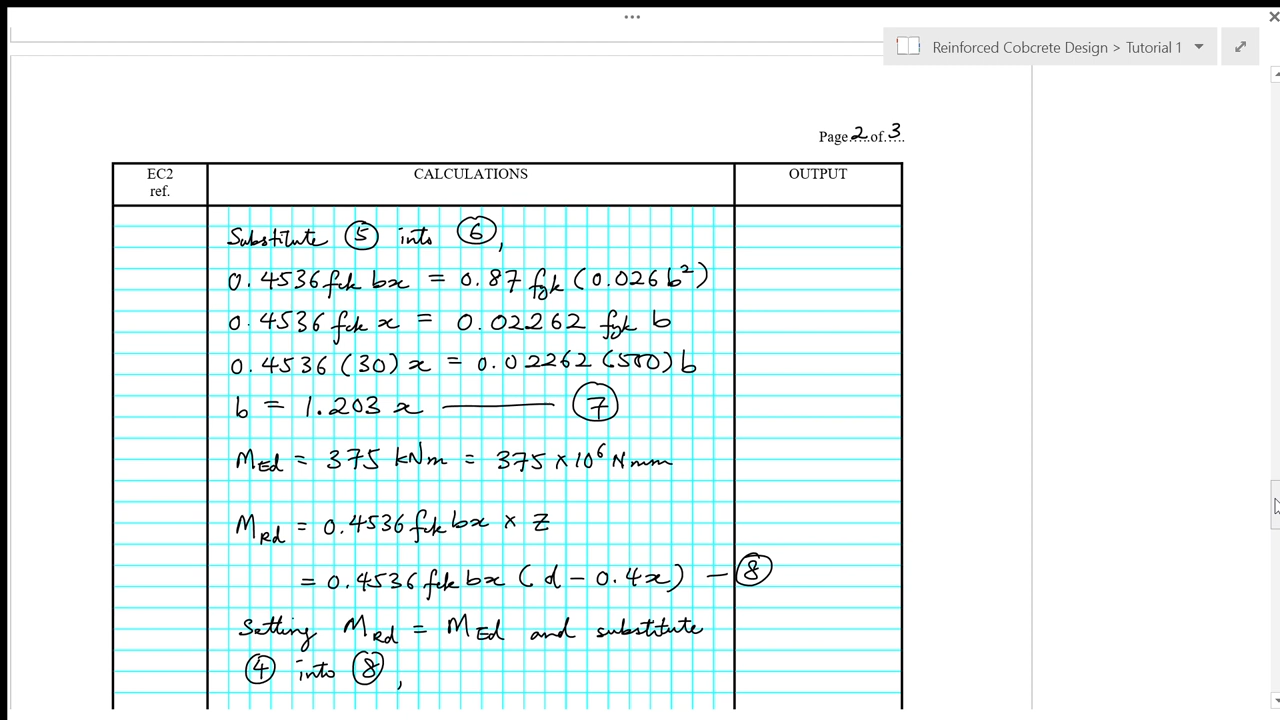 Reinforced Cobcrete Design > Tutorial 1
Page..2..of..3..
EC2 ref.
CALCULATIONS
OUTPUT
Substitute ⑤ into ⑥,
0.4536 fck bx = 0.87 fyk (0.026 b²)
0.4536 fck x = 0.02262 fyk b
0.4536 (30) x = 0.02262 (500) b
b = 1.203 x ——— ⑦
MEd = 375 kNm = 375 × 10⁶ Nmm
MRd = 0.4536 fck bx × z
= 0.4536 fck bx (d - 0.4x) — ⑧
Setting MRd = MEd and substitute
④ into ⑧,